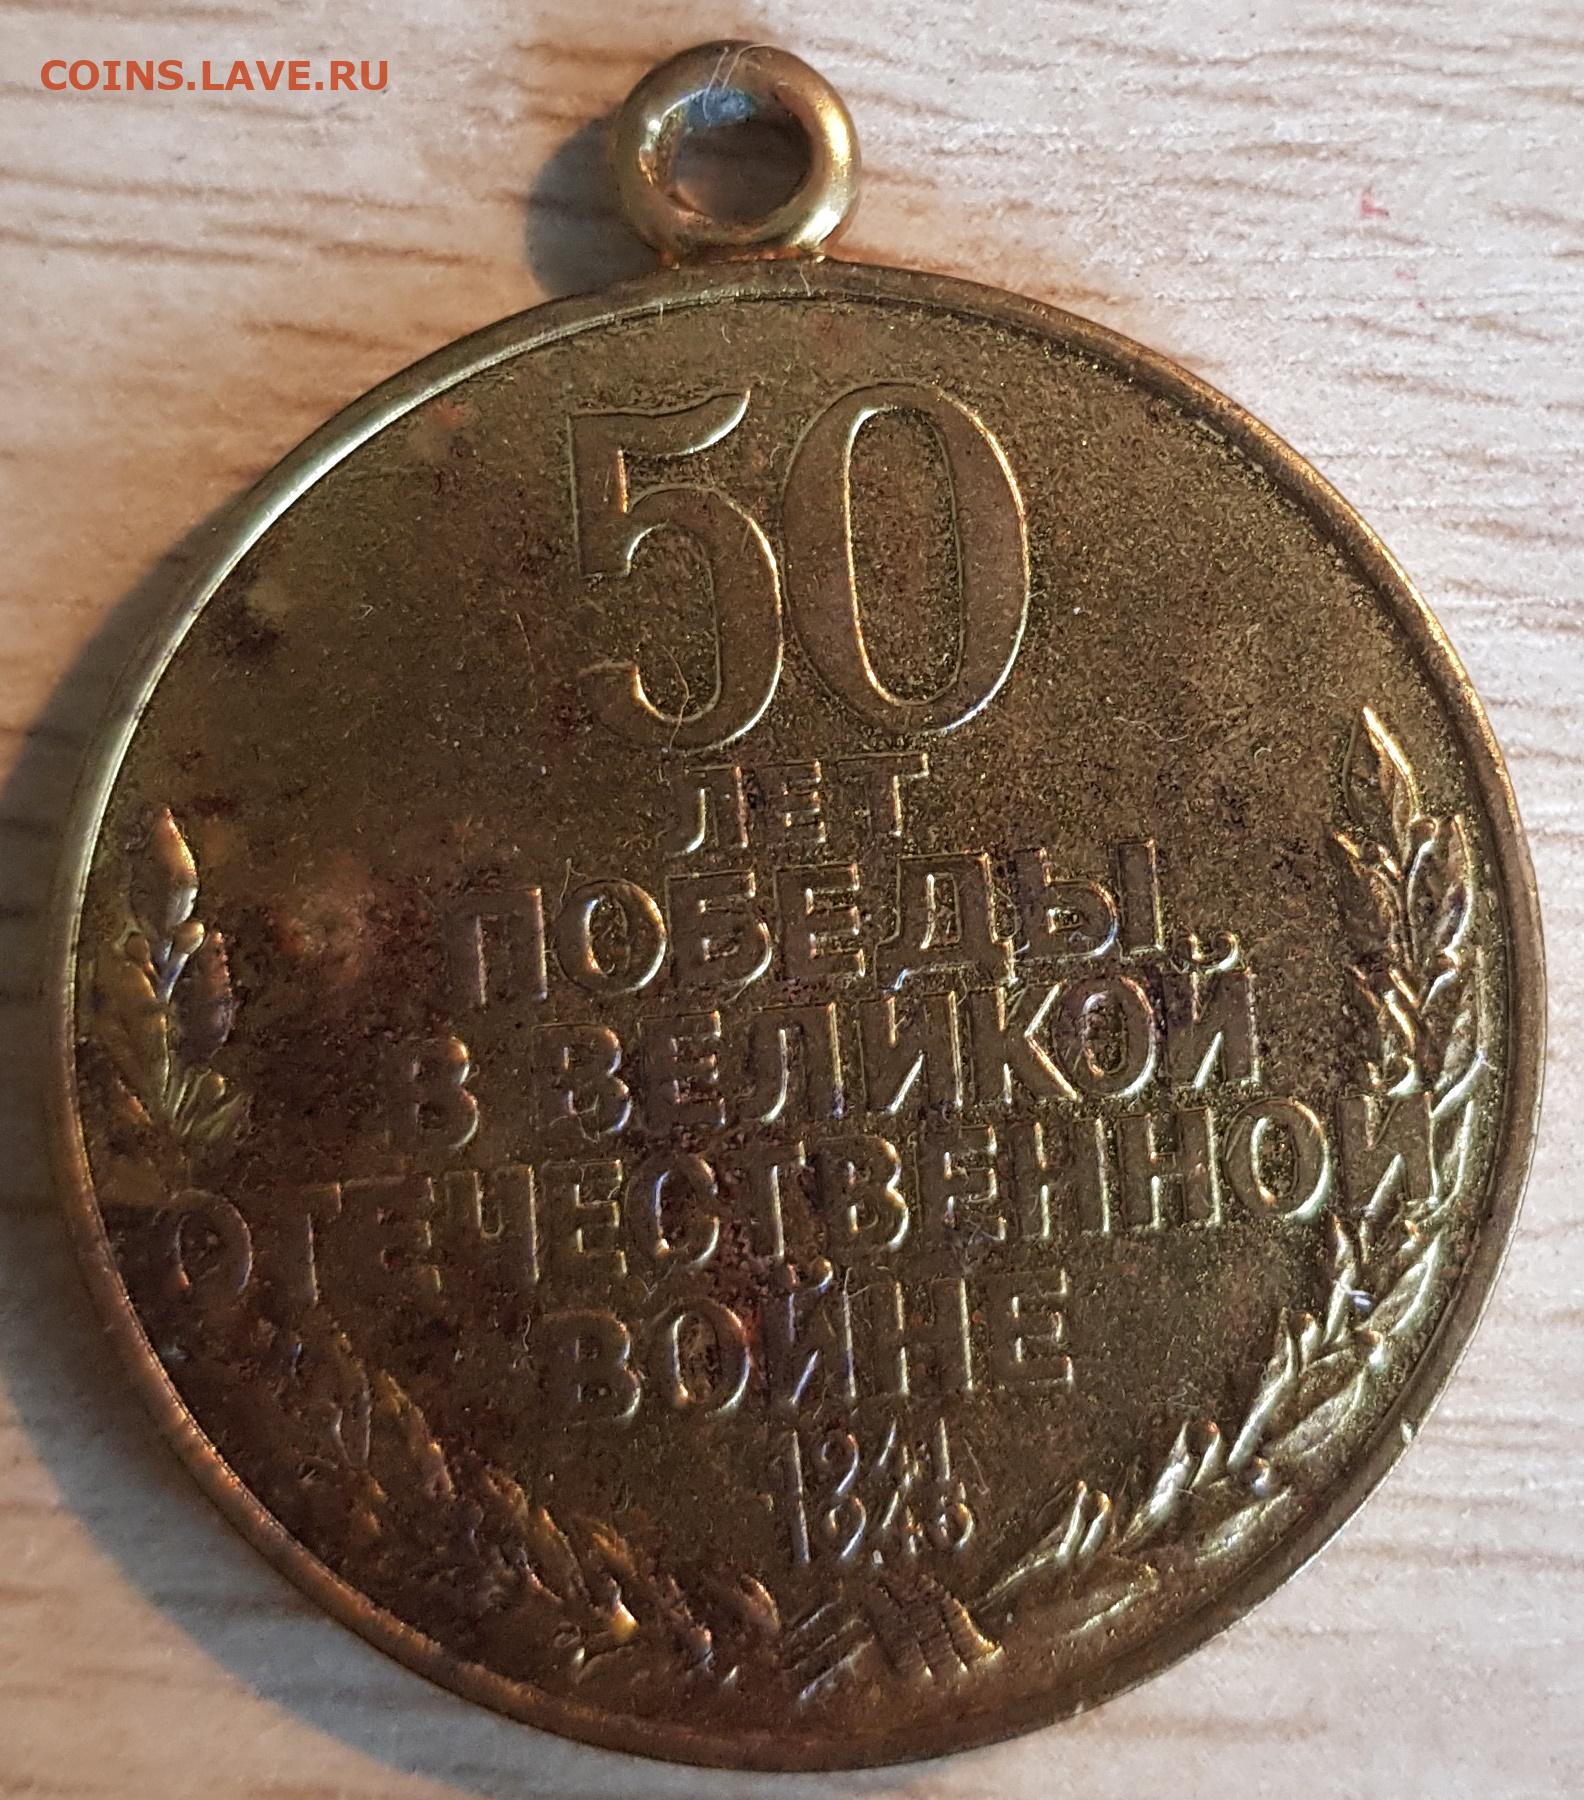 COINS.LAVE.RU
50
ЛЕТ
ПОБЕДЫ
В ВЕЛИКОЙ
ОТЕЧЕСТВЕННОЙ
ВОЙНЕ
1941
1945